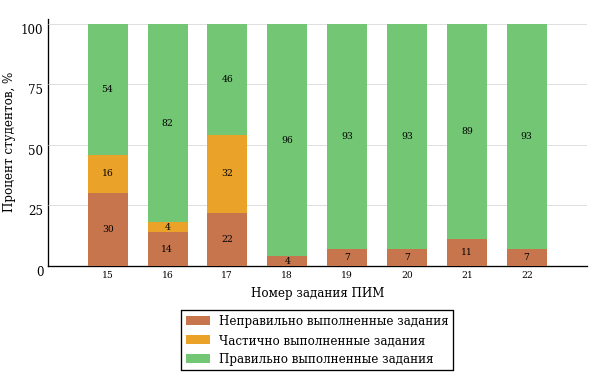 100
75
50
25
0
Процент студентов, %
54 82 46 96 93 93 89 93
16 4 32
30 14 22 4 7 7 11 7
15 16 17 18 19 20 21 22
Номер задания ПИМ
Неправильно выполненные задания
Частично выполненные задания
Правильно выполненные задания